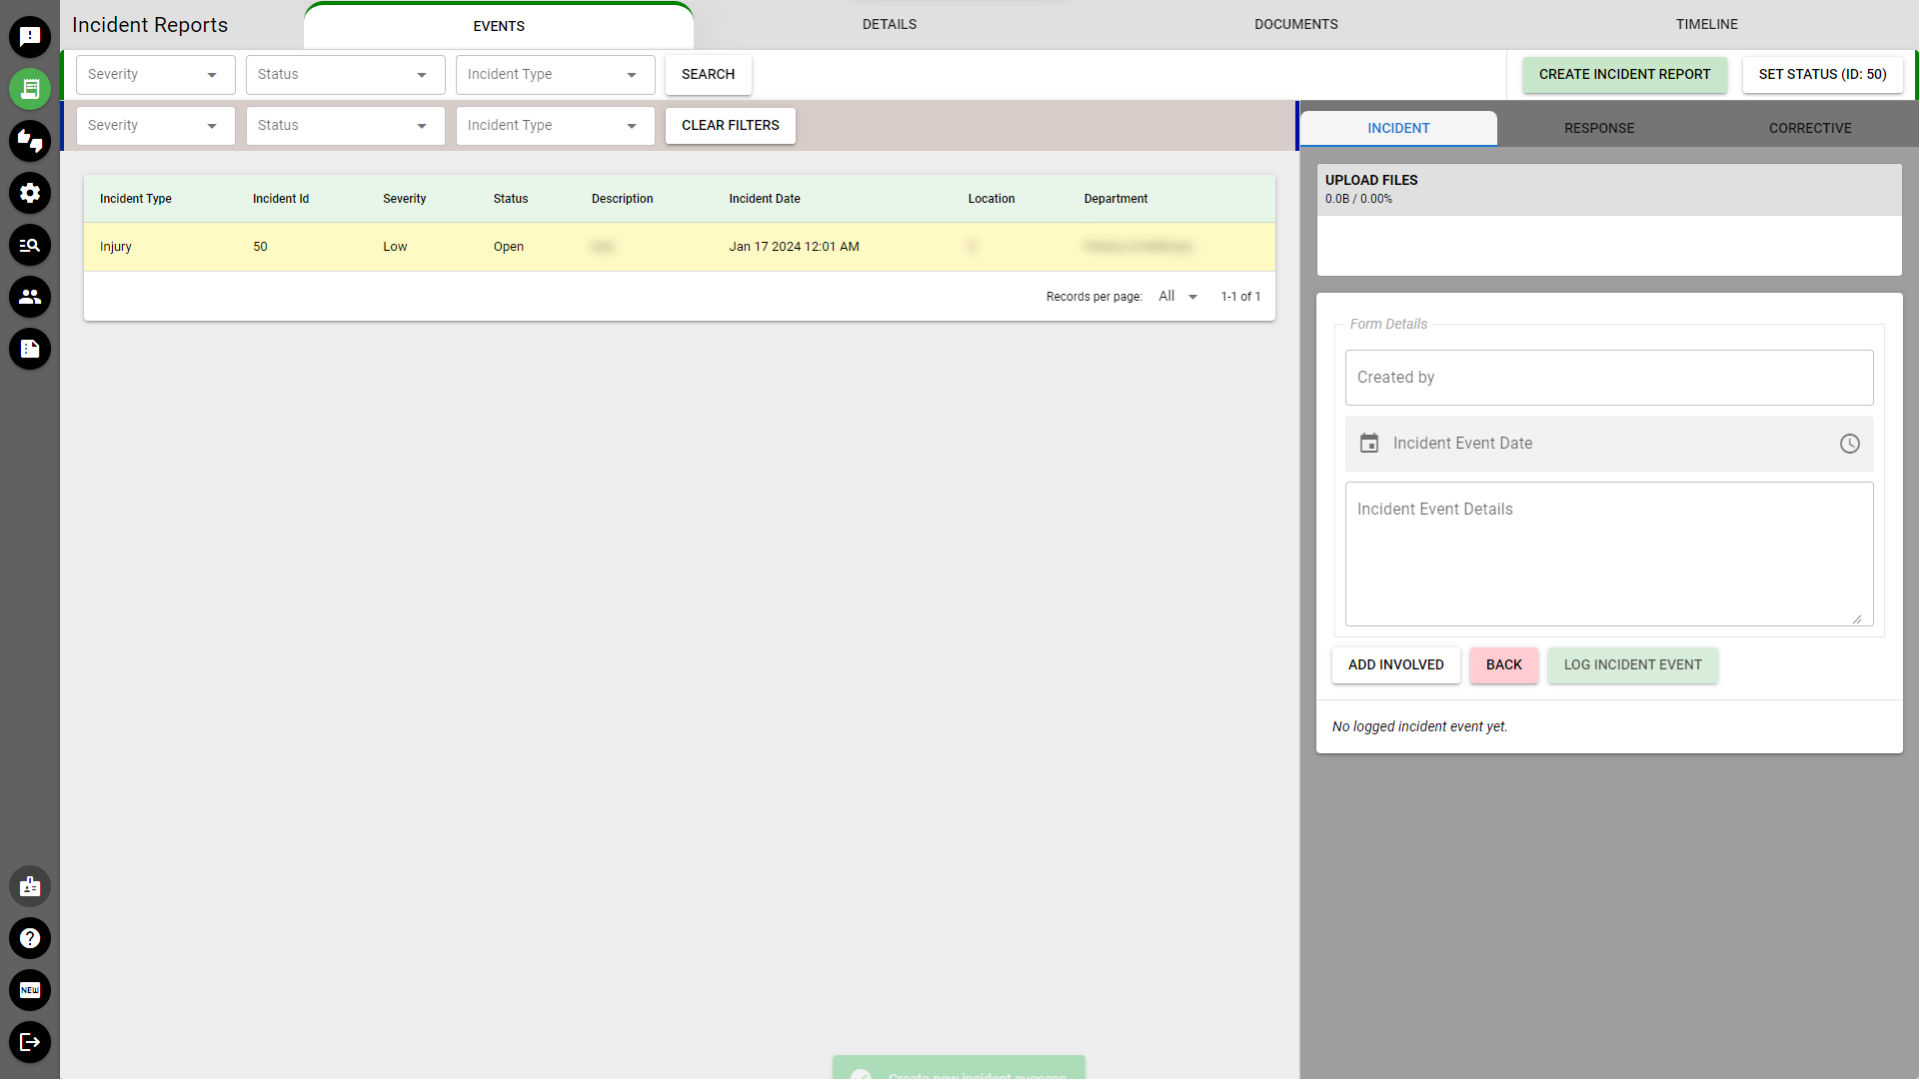 Incident Reports
EVENTS
DETAILS
DOCUMENTS
TIMELINE
Severity
Status
Incident Type
SEARCH
CREATE INCIDENT REPORT
SET STATUS (ID: 50)
Severity
Status
Incident Type
CLEAR FILTERS
INCIDENT
RESPONSE
CORRECTIVE
Incident Type Incident Id Severity Status Description Incident Date Location Department
Injury 50 Low Open Jan 17 2024 12:01 AM
Records per page: All 1-1 of 1
UPLOAD FILES
0.0B / 0.00%
Form Details
Created by
Incident Event Date
Incident Event Details
ADD INVOLVED
BACK
LOG INCIDENT EVENT
No logged incident event yet.
NEW
Create new incident success